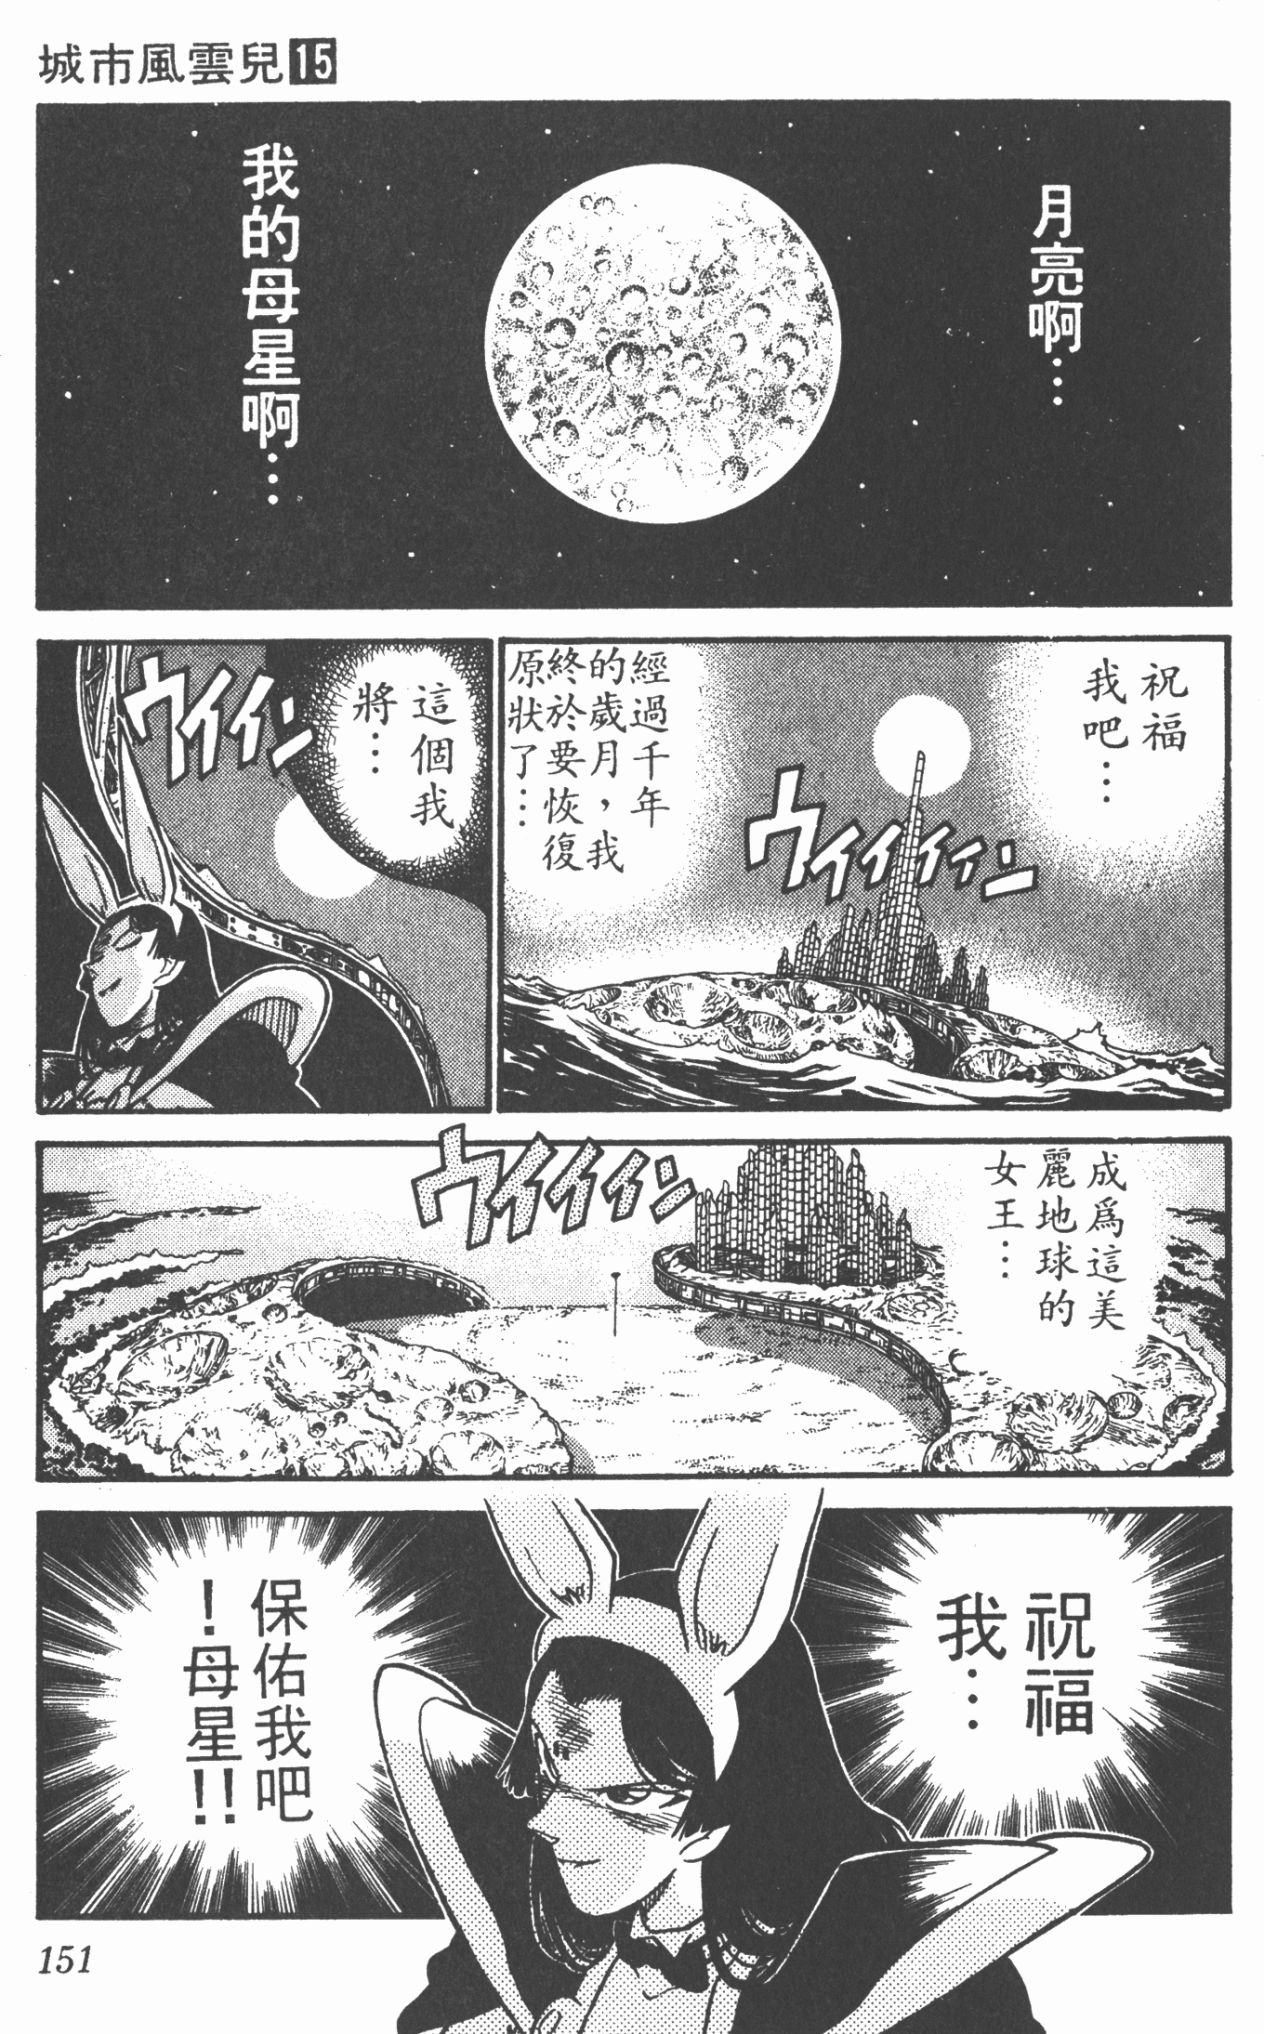 城市風雲兒15
月亮啊…
我的母星啊…
祝福
我吧…
ウイイイイン
經過千年
的歲月，我
終於要恢復
原狀了…
這個我
將…
ウイイン
成爲這美
麗地球的
女王…
ウイイイイン
祝福
我…
保佑我吧
！母星！！
151